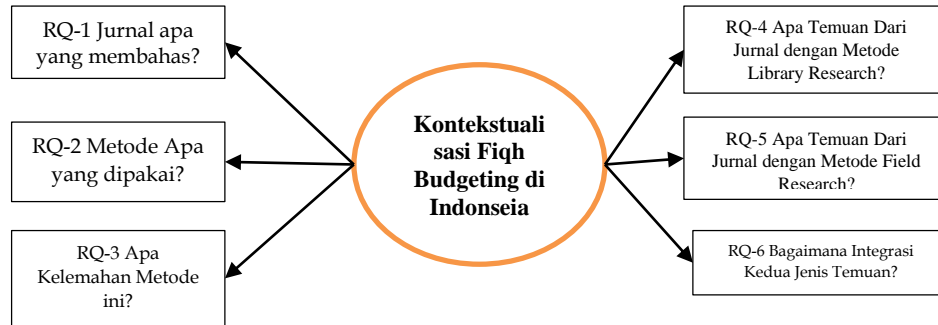 RQ-1 Jurnal apa
yang membahas?
RQ-2 Metode Apa
yang dipakai?
RQ-3 Apa
Kelemahan Metode
ini?
Kontekstuali
sasi Fiqh
Budgeting di
Indonseia
RQ-4 Apa Temuan Dari
Jurnal dengan Metode
Library Research?
RQ-5 Apa Temuan Dari
Jurnal dengan Metode Field
Research?
RQ-6 Bagaimana Integrasi
Kedua Jenis Temuan?